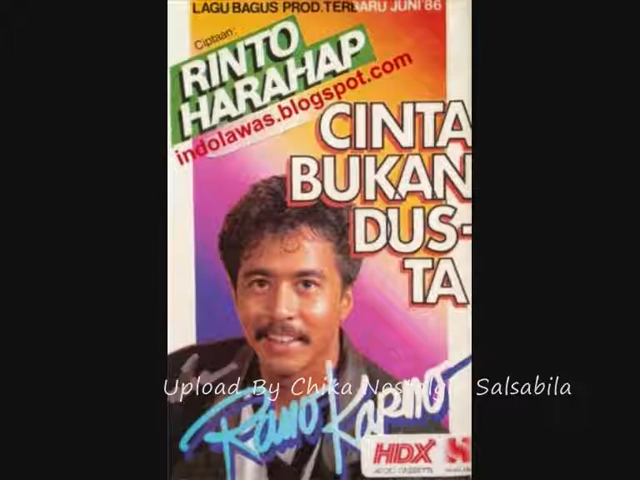 LAGU BAGUS PROD. TERBARU JUNI'86
Ciptaan:
RINTO
HARAHAP
indolawas.blogspot.com
CINTA
BUKAN
DUS-
TA
Upload By Chika Nostalgia Salsabila
Rano Karno
HDX